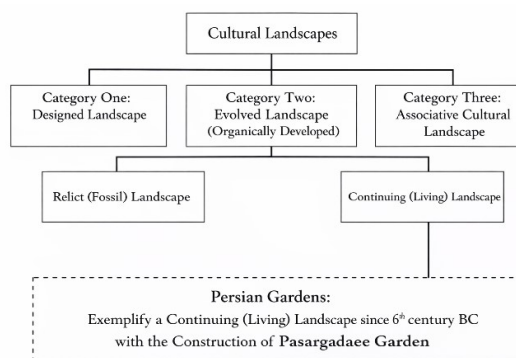 Cultural Landscapes
Category One:
Designed Landscape
Category Two:
Evolved Landscape
(Organically Developed)
Category Three:
Associative Cultural
Landscape
Relict (Fossil) Landscape
Continuing (Living) Landscape
Persian Gardens:
Exemplify a Continuing (Living) Landscape since 6th century BC
with the Construction of Pasargadaee Garden